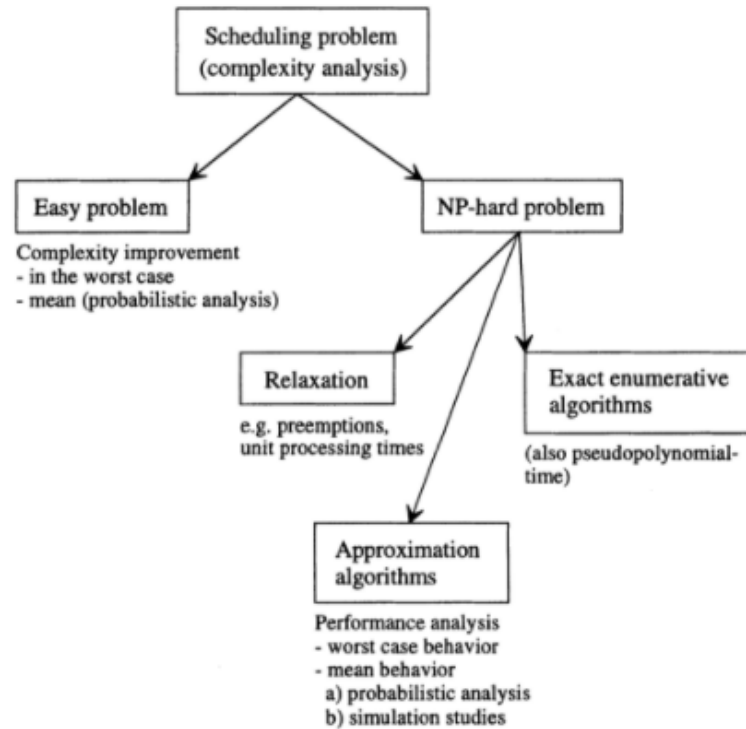 Scheduling problem
(complexity analysis)
Easy problem
NP-hard problem
Complexity improvement
- in the worst case
- mean (probabilistic analysis)
Relaxation
Exact enumerative
algorithms
e.g. preemptions,
unit processing times
(also pseudopolynomial-
time)
Approximation
algorithms
Performance analysis
- worst case behavior
- mean behavior
a) probabilistic analysis
b) simulation studies